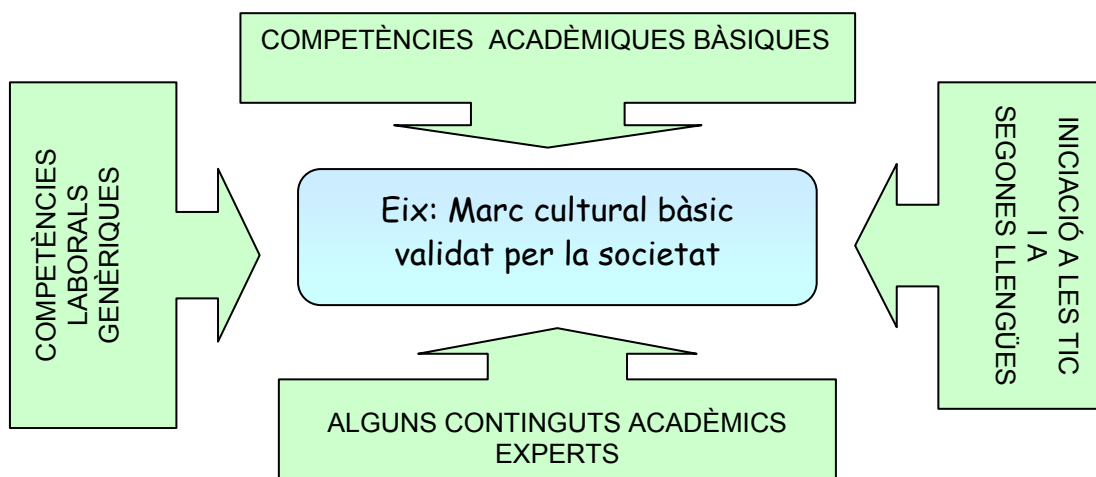 COMPETÈNCIES ACADÈMIQUES BÀSIQUES
COMPETÈNCIES
LABORALS
GENÈRIQUES
Eix: Marc cultural bàsic
validat per la societat
INICIACIÓ A LES TIC
I A
SEGONES LLENGÜES
ALGUNS CONTINGUTS ACADÈMICS
EXPERTS